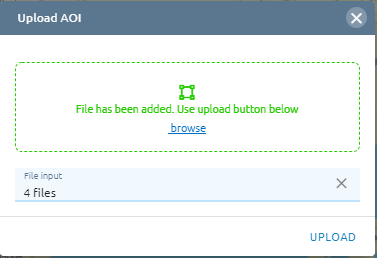 Upload AOI
File has been added. Use upload button below
browse
File input
4 files
UPLOAD